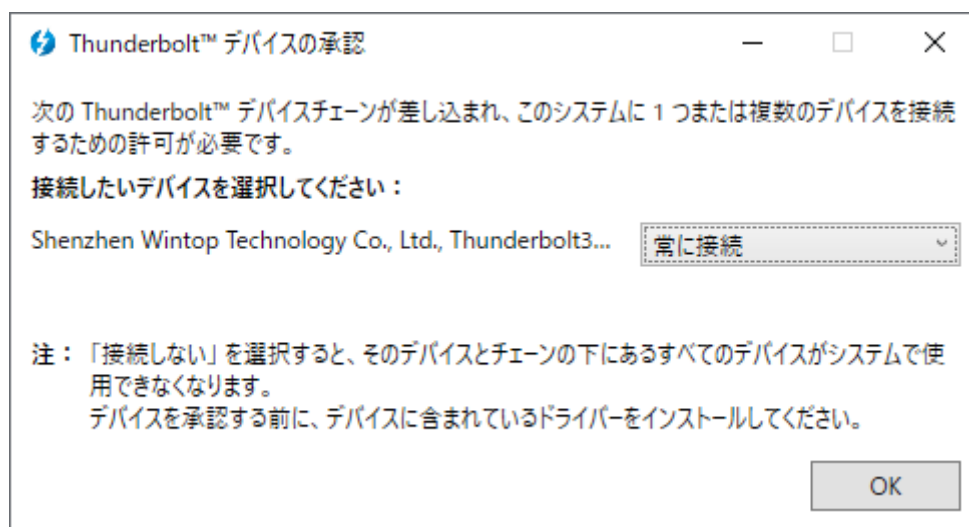 Thunderbolt™ デバイスの承認
次の Thunderbolt™ デバイスチェーンが差し込まれ、このシステムに 1 つまたは複数のデバイスを接続
するための許可が必要です。
接続したいデバイスを選択してください：
Shenzhen Wintop Technology Co., Ltd., Thunderbolt3... 常に接続
注： 「接続しない」を選択すると、そのデバイスとチェーンの下にあるすべてのデバイスがシステムで使
用できなくなります。
デバイスを承認する前に、デバイスに含まれているドライバーをインストールしてください。
OK